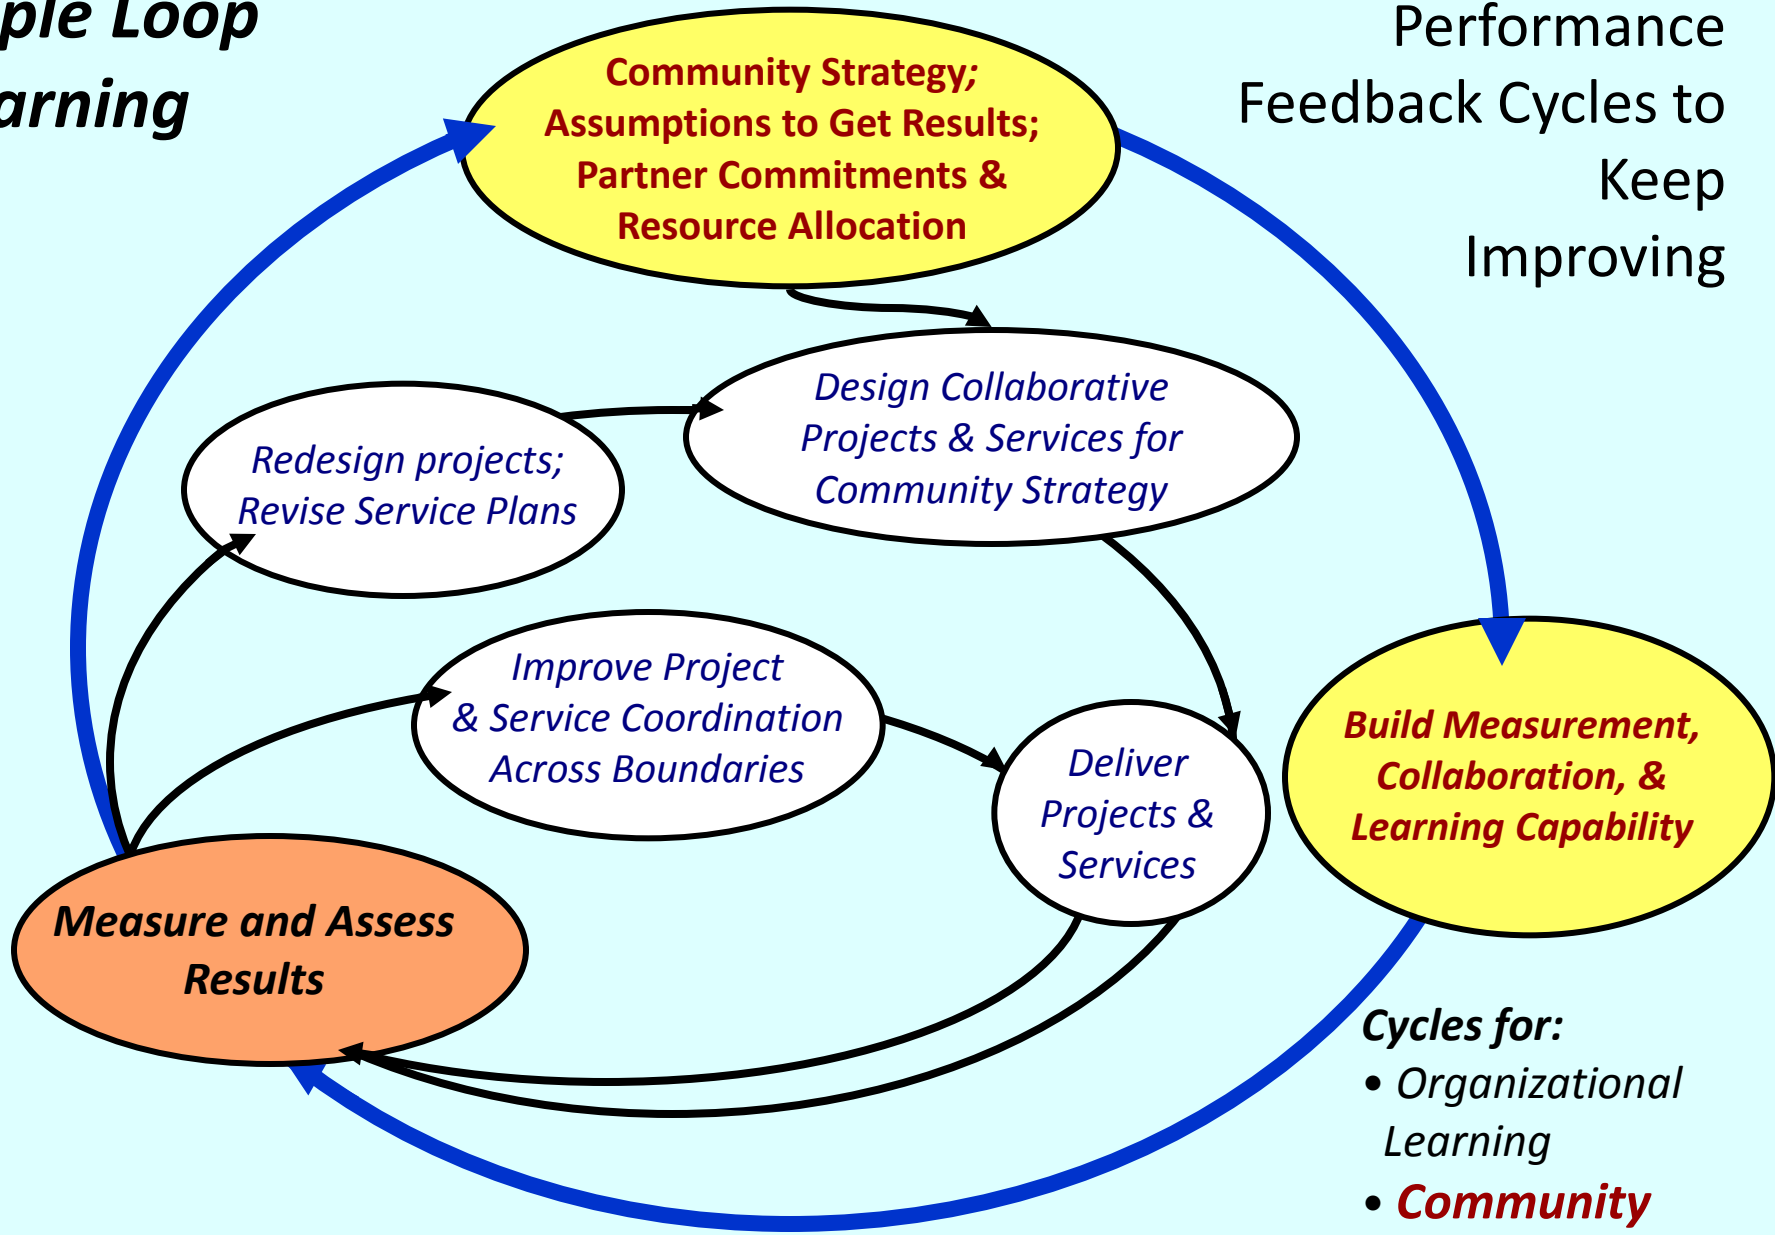 ple Loop
arning
Performance
Feedback Cycles to
Keep
Improving
Community Strategy;
Assumptions to Get Results;
Partner Commitments &
Resource Allocation
Design Collaborative
Projects & Services for
Community Strategy
Redesign projects;
Revise Service Plans
Improve Project
& Service Coordination
Across Boundaries
Deliver
Projects &
Services
Build Measurement,
Collaboration, &
Learning Capability
Measure and Assess
Results
Cycles for:
• Organizational
Learning
• Community